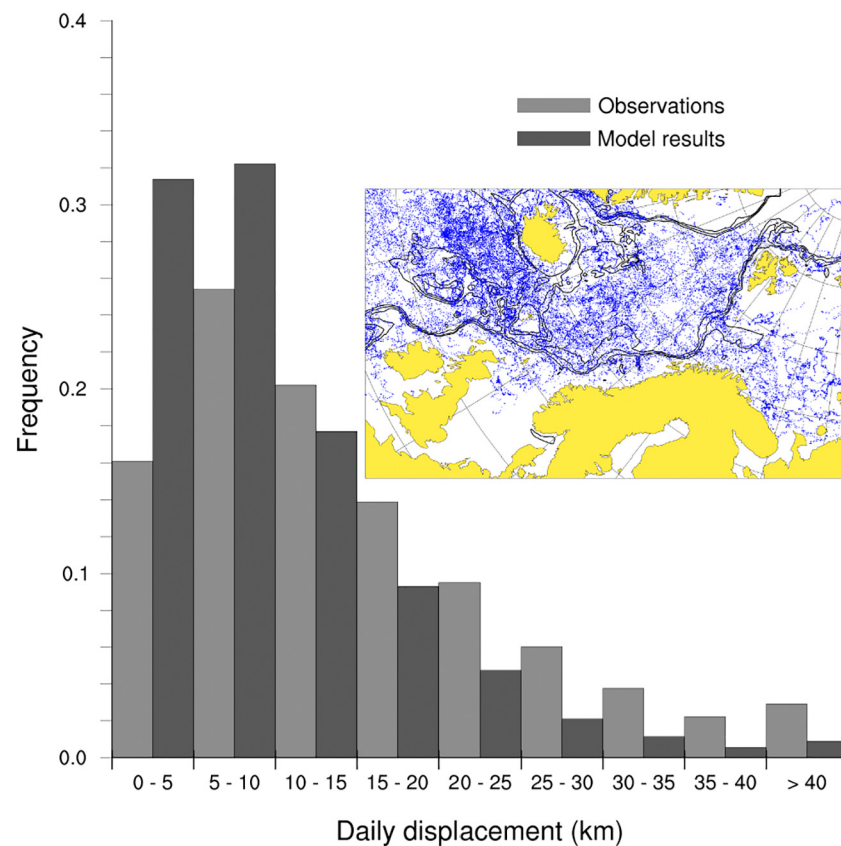 0.4
Observations
Model results
0.3
0.2
0.1
0.0
Frequency
0 - 5 5 - 10 10 - 15 15 - 20 20 - 25 25 - 30 30 - 35 35 - 40 > 40
Daily displacement (km)